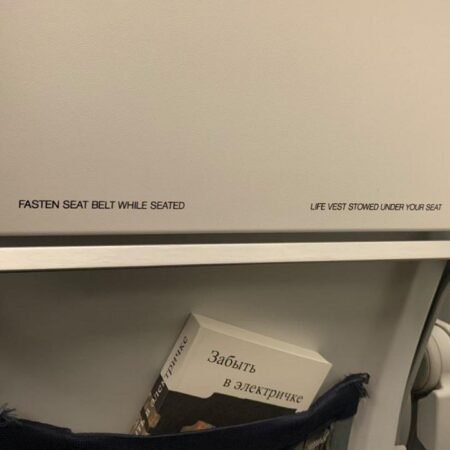 FASTEN SEAT BELT WHILE SEATED
LIFE VEST STOWED UNDER YOUR SEAT
Забыть
в электричке